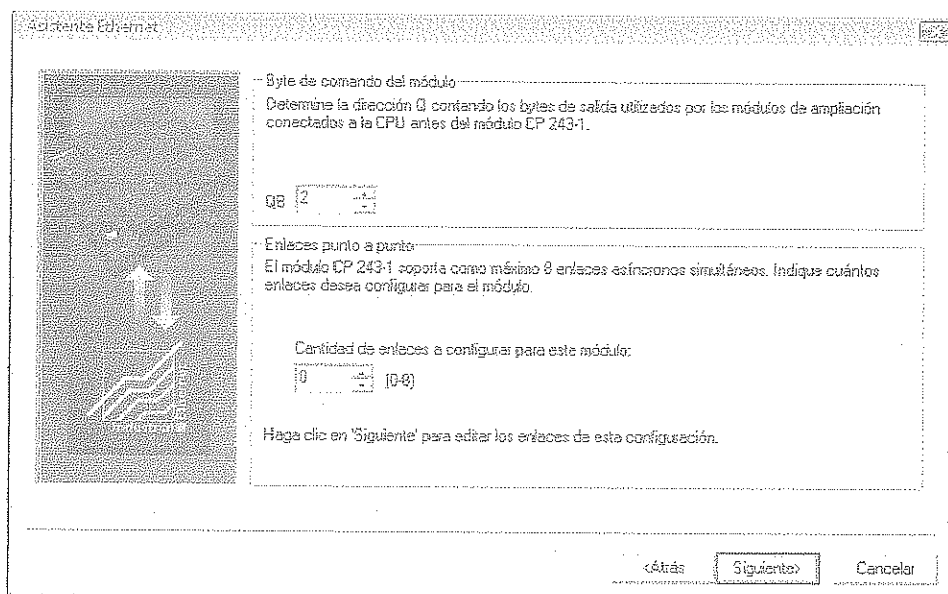 Asistente Ethernet
Byte de comando del módulo
Determine la dirección Q contando los bytes de salida utilizados por los módulos de ampliación
conectados a la CPU antes del módulo CP 243-1.
QB 2
Enlaces punto a punto
El módulo CP 243-1 soporta como máximo 8 enlaces asíncronos simultáneos. Indique cuántos
enlaces desea configurar para el módulo.
Cantidad de enlaces a configurar para este módulo:
0 (0-8)
Haga clic en 'Siguiente' para editar los enlaces de esta configuración.
<Atrás Siguiente> Cancelar